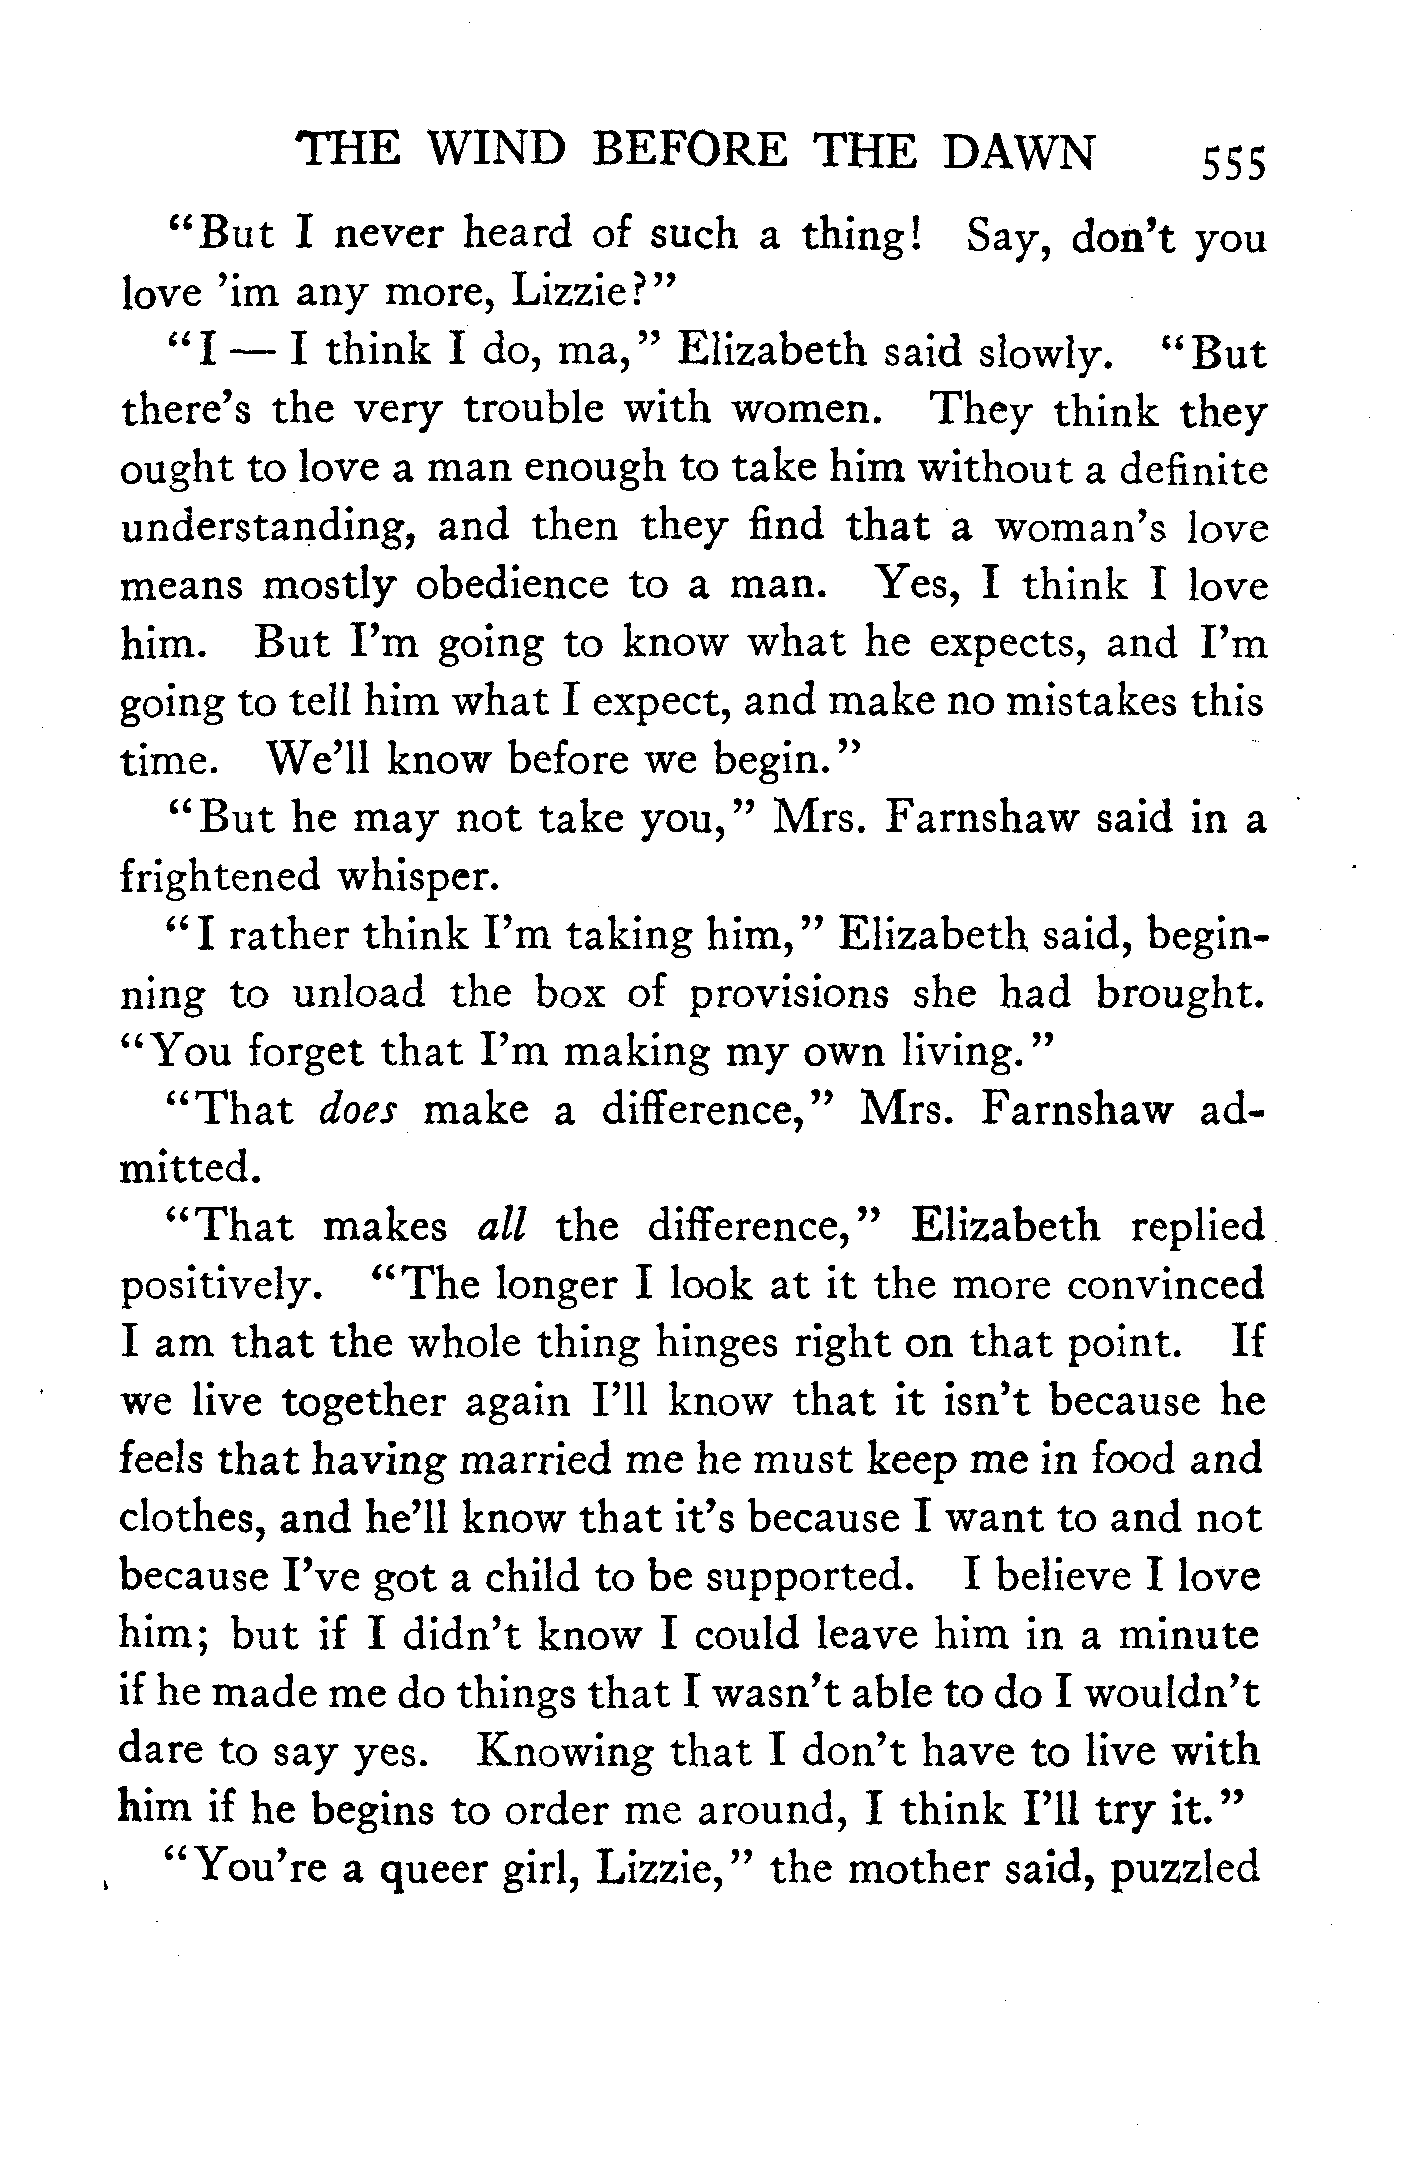 THE WIND BEFORE THE DAWN 555
“But I never heard of such a thing! Say, don’t you
love ’im any more, Lizzie?”
“I — I think I do, ma,” Elizabeth said slowly. “But
there’s the very trouble with women. They think they
ought to love a man enough to take him without a definite
understanding, and then they find that a woman’s love
means mostly obedience to a man. Yes, I think I love
him. But I’m going to know what he expects, and I’m
going to tell him what I expect, and make no mistakes this
time. We’ll know before we begin.”
“But he may not take you,” Mrs. Farnshaw said in a
frightened whisper.
“I rather think I’m taking him,” Elizabeth said, begin-
ning to unload the box of provisions she had brought.
“You forget that I’m making my own living.”
“That does make a difference,” Mrs. Farnshaw ad-
mitted.
“That makes all the difference,” Elizabeth replied
positively. “The longer I look at it the more convinced
I am that the whole thing hinges right on that point. If
we live together again I’ll know that it isn’t because he
feels that having married me he must keep me in food and
clothes, and he’ll know that it’s because I want to and not
because I’ve got a child to be supported. I believe I love
him; but if I didn’t know I could leave him in a minute
if he made me do things that I wasn’t able to do I wouldn’t
dare to say yes. Knowing that I don’t have to live with
him if he begins to order me around, I think I’ll try it.”
“You’re a queer girl, Lizzie,” the mother said, puzzled